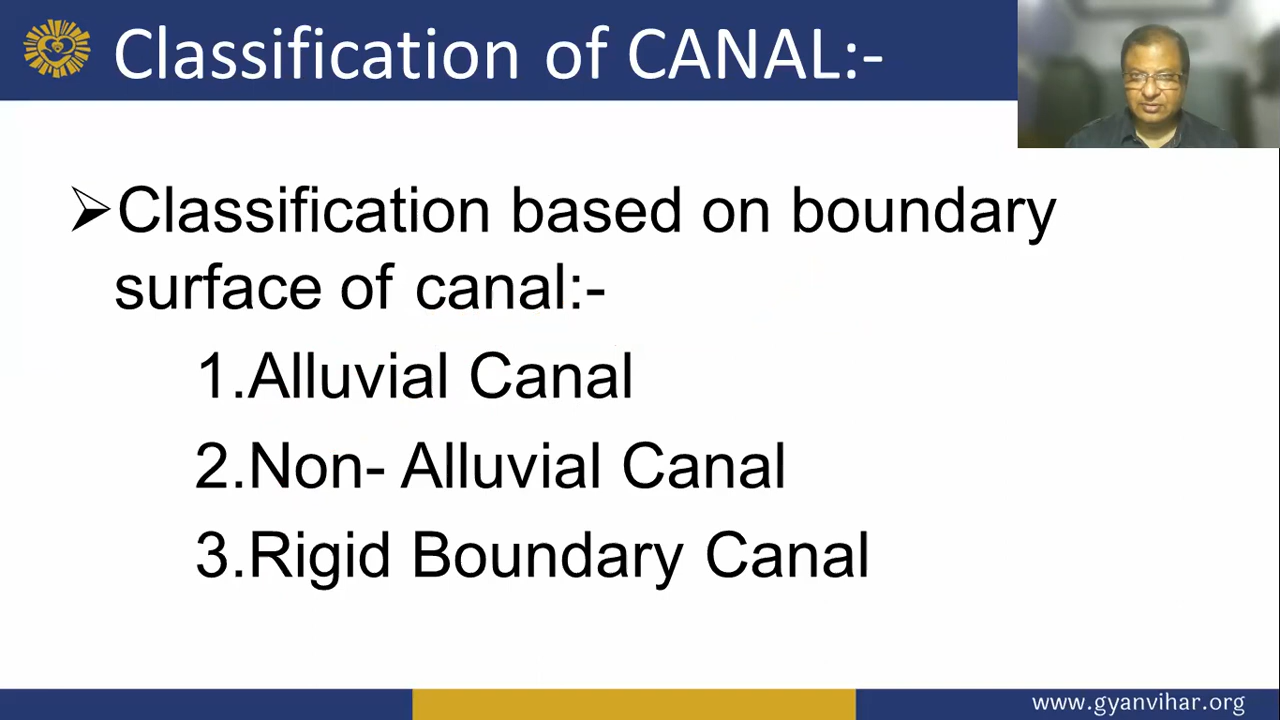 Classification of CANAL:-
➢Classification based on boundary
surface of canal:-
1.Alluvial Canal
2.Non- Alluvial Canal
3.Rigid Boundary Canal
www.gyanvihar.org